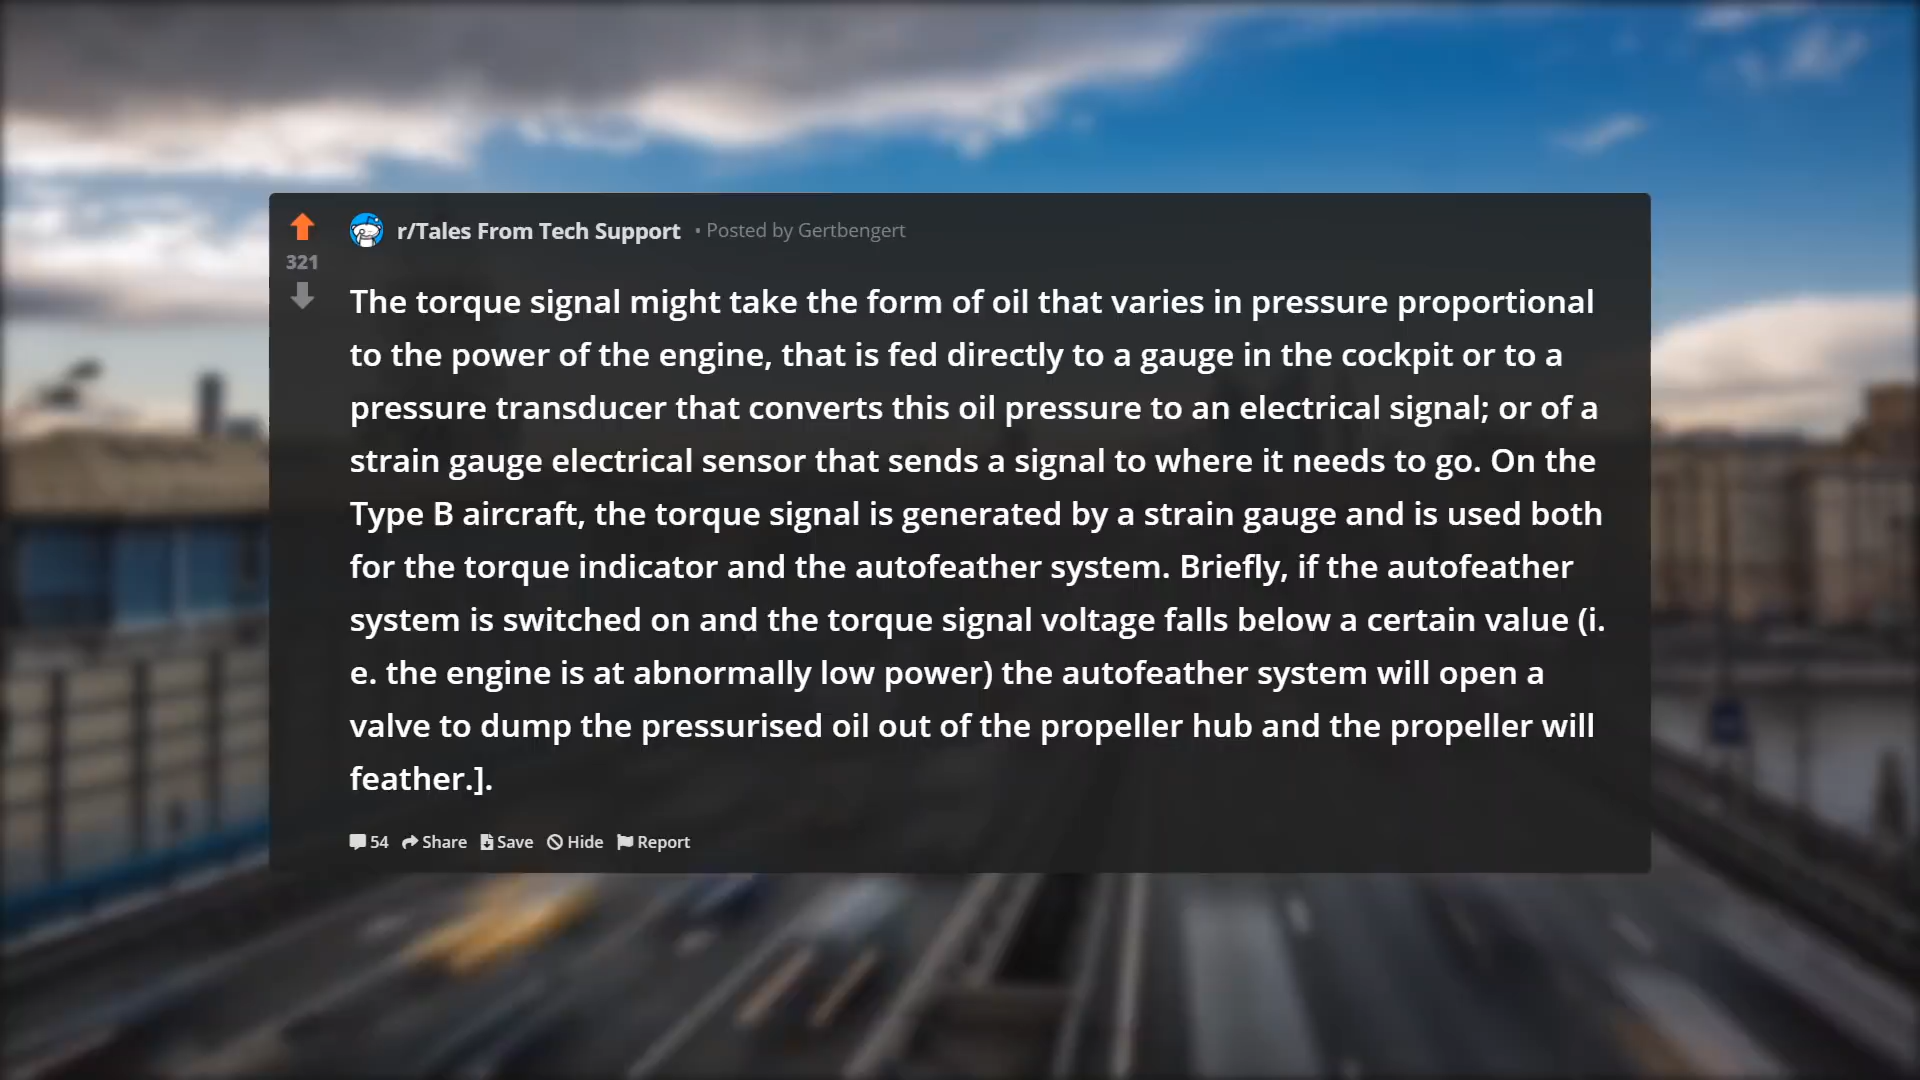 r/Tales From Tech Support • Posted by Gertbengert
321
The torque signal might take the form of oil that varies in pressure proportional
to the power of the engine, that is fed directly to a gauge in the cockpit or to a
pressure transducer that converts this oil pressure to an electrical signal; or of a
strain gauge electrical sensor that sends a signal to where it needs to go. On the
Type B aircraft, the torque signal is generated by a strain gauge and is used both
for the torque indicator and the autofeather system. Briefly, if the autofeather
system is switched on and the torque signal voltage falls below a certain value (i.
e. the engine is at abnormally low power) the autofeather system will open a
valve to dump the pressurised oil out of the propeller hub and the propeller will
feather.].
54 Share Save Hide Report